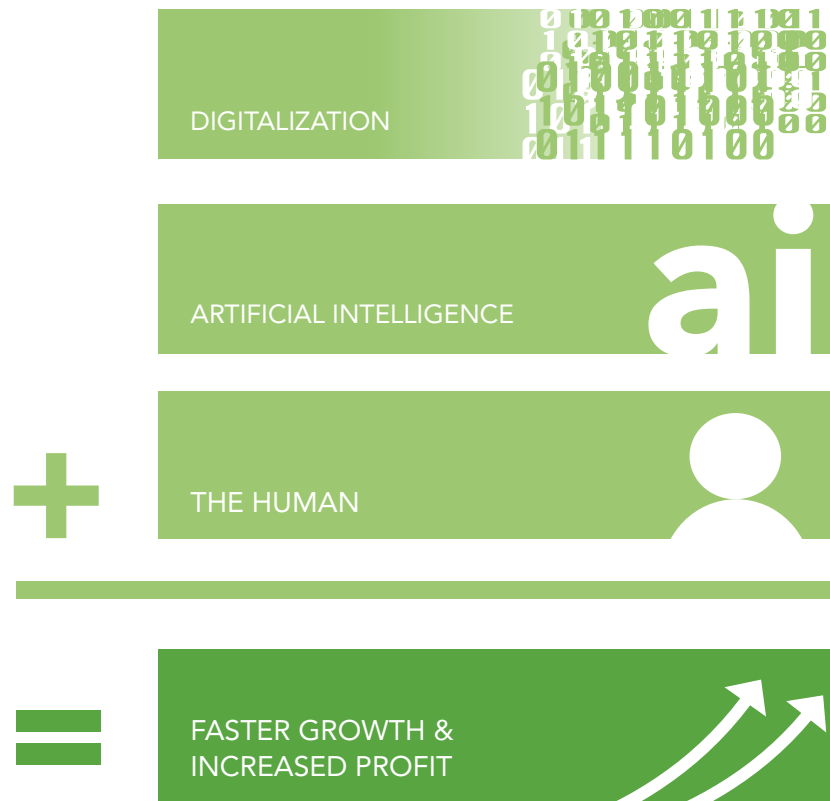 DIGITALIZATION
ai
ARTIFICIAL INTELLIGENCE
+
THE HUMAN
=
FASTER GROWTH &
INCREASED PROFIT